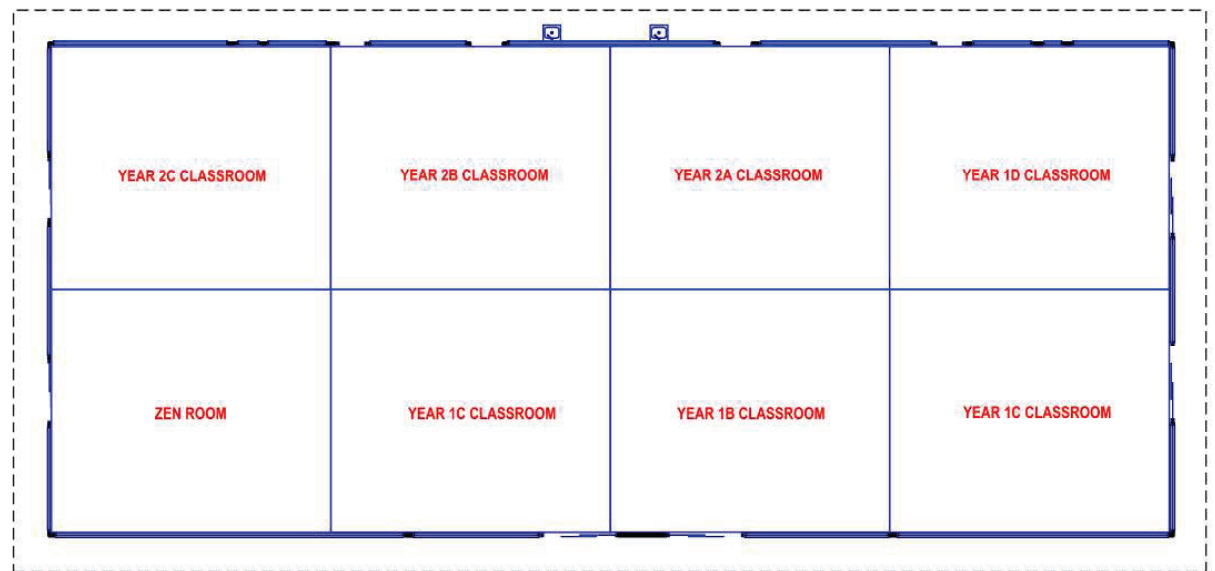 YEAR 2C CLASSROOM
YEAR 2B CLASSROOM
YEAR 2A CLASSROOM
YEAR 1D CLASSROOM
ZEN ROOM
YEAR 1C CLASSROOM
YEAR 1B CLASSROOM
YEAR 1C CLASSROOM